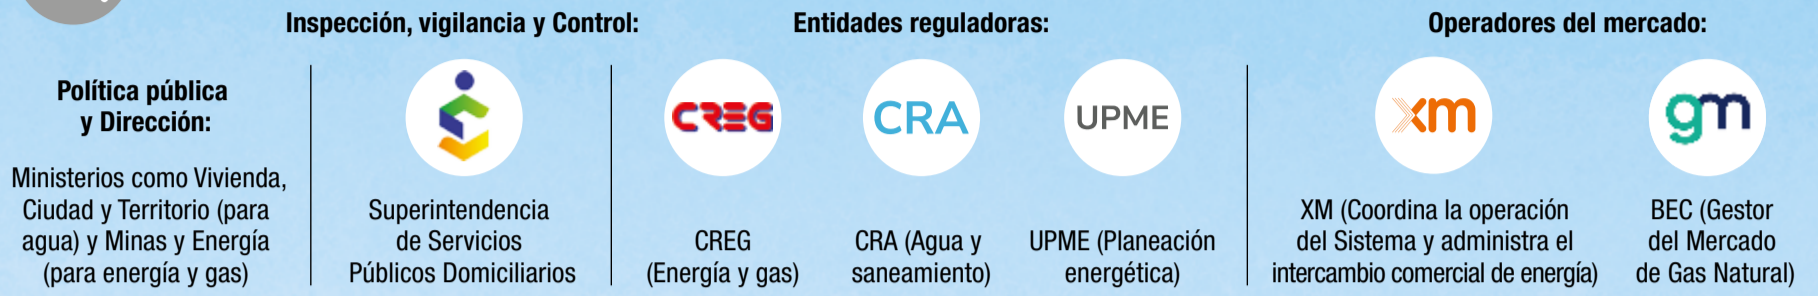 Política pública
y Dirección:
Ministerios como Vivienda,
Ciudad y Territorio (para
agua) y Minas y Energía
(para energía y gas)
Inspección, vigilancia y Control:
Superintendencia
de Servicios
Públicos Domiciliarios
Entidades reguladoras:
CREG
CREG
(Energía y gas)
CRA
CRA (Agua y
saneamiento)
UPME
UPME (Planeación
energética)
Operadores del mercado:
xm
XM (Coordina la operación
del Sistema y administra el
intercambio comercial de energía)
gm
BEC (Gestor
del Mercado
de Gas Natural)